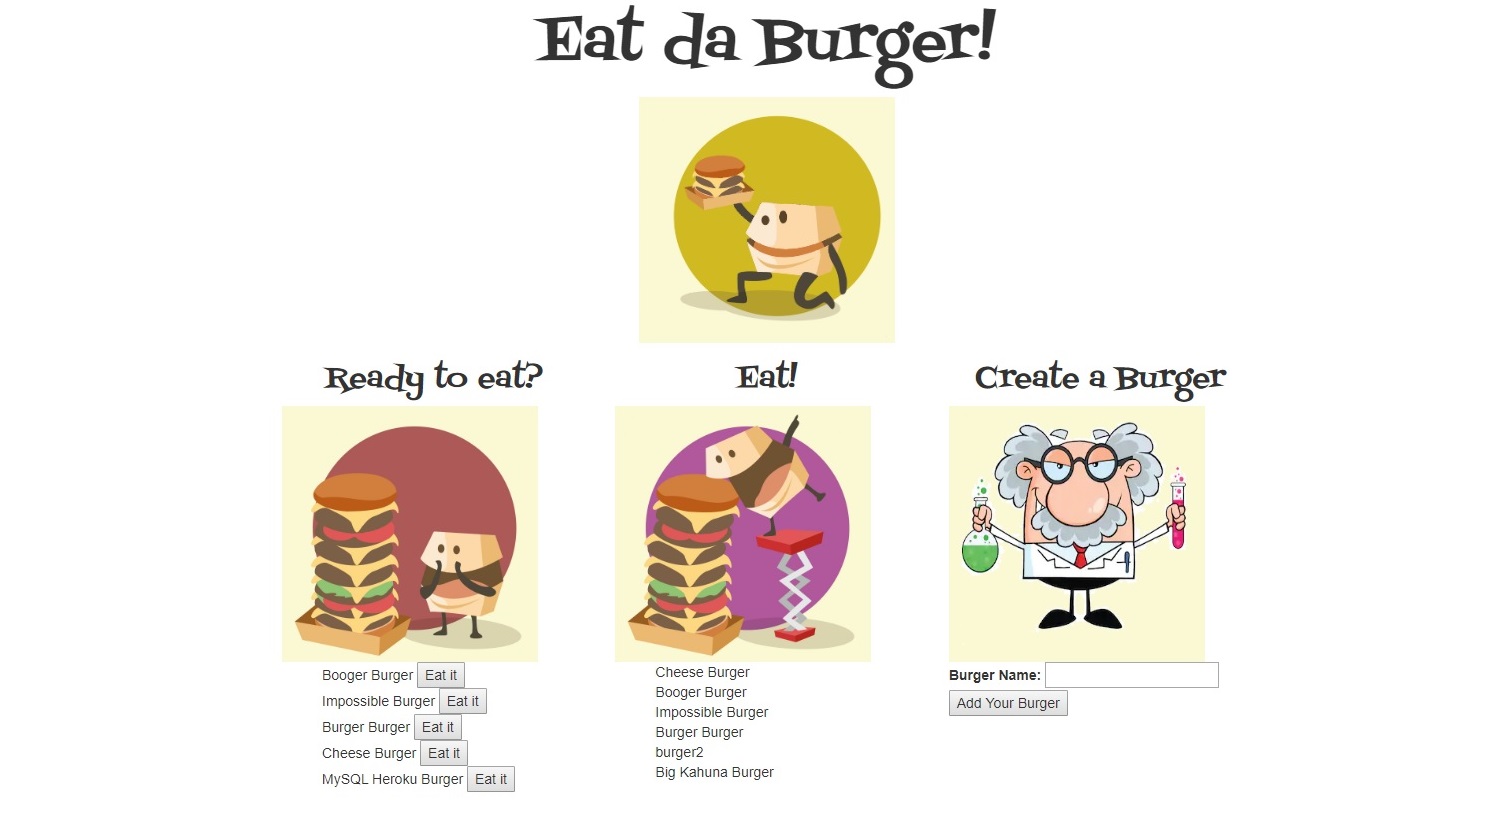 Eat da Burger!
Ready to eat?
Booger Burger Eat it
Impossible Burger Eat it
Burger Burger Eat it
Cheese Burger Eat it
MySQL Heroku Burger Eat it
Eat!
Cheese Burger
Booger Burger
Impossible Burger
Burger Burger
burger2
Big Kahuna Burger
Create a Burger
Burger Name:
Add Your Burger